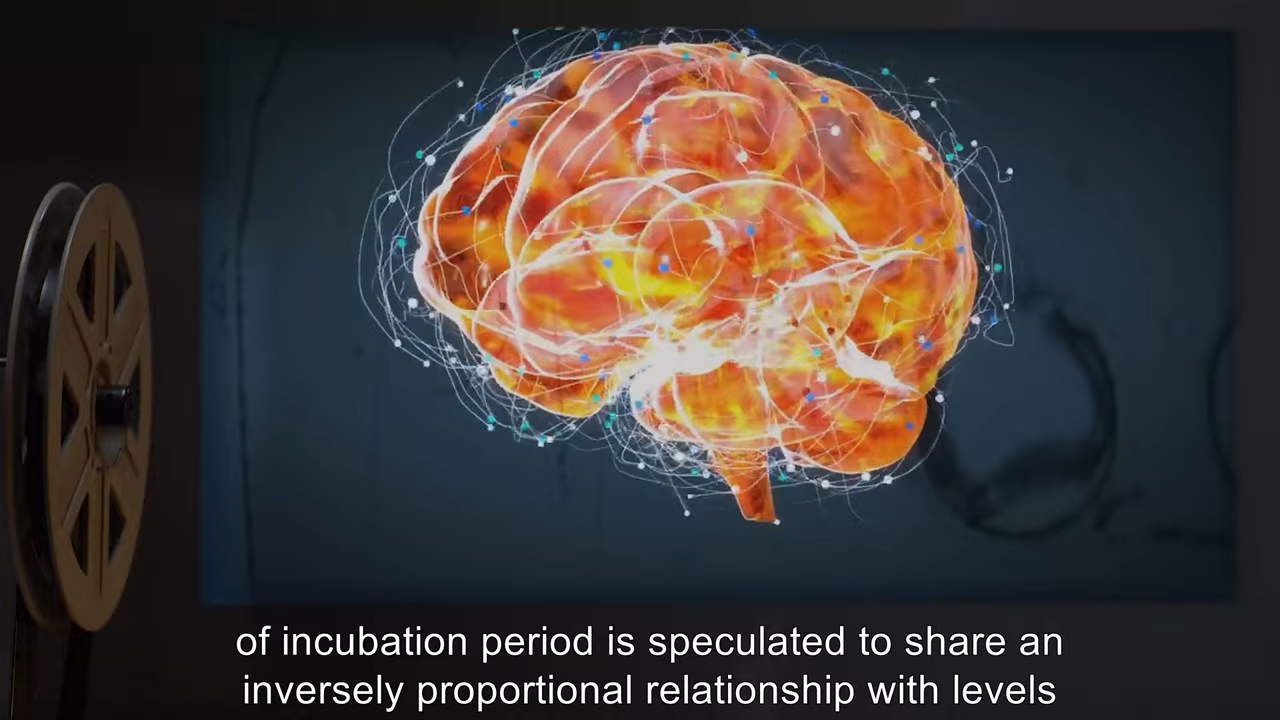 of incubation period is speculated to share an
inversely proportional relationship with levels